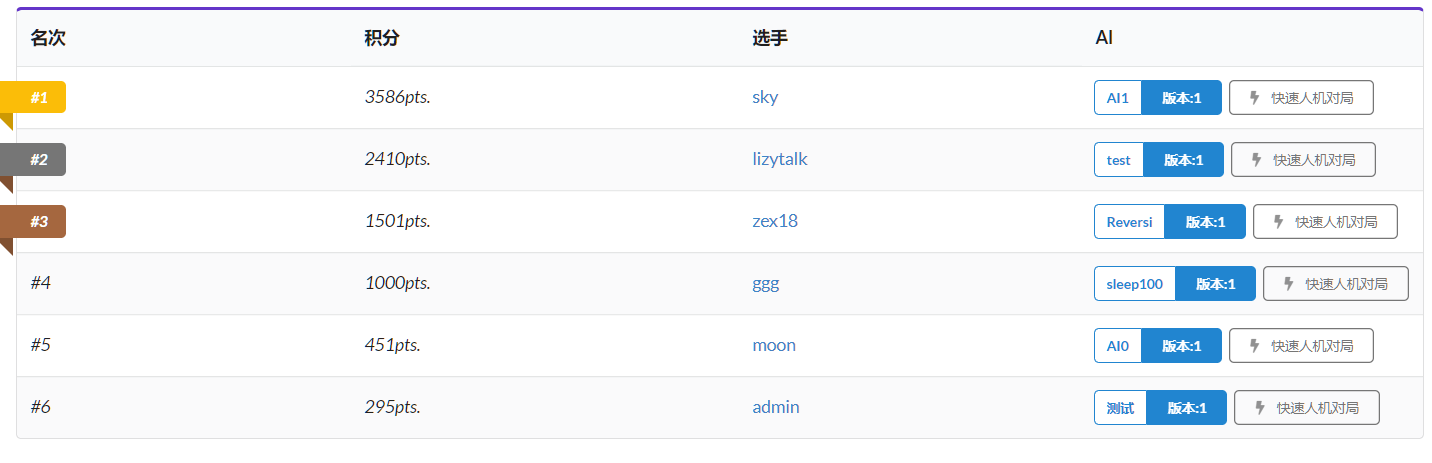 名次 积分 选手 AI
#1 3586pts. sky AI1 版本:1 快速人机对局
#2 2410pts. lizytalk test 版本:1 快速人机对局
#3 1501pts. zex18 Reversi 版本:1 快速人机对局
#4 1000pts. ggg sleep100 版本:1 快速人机对局
#5 451pts. moon AI0 版本:1 快速人机对局
#6 295pts. admin 测试 版本:1 快速人机对局